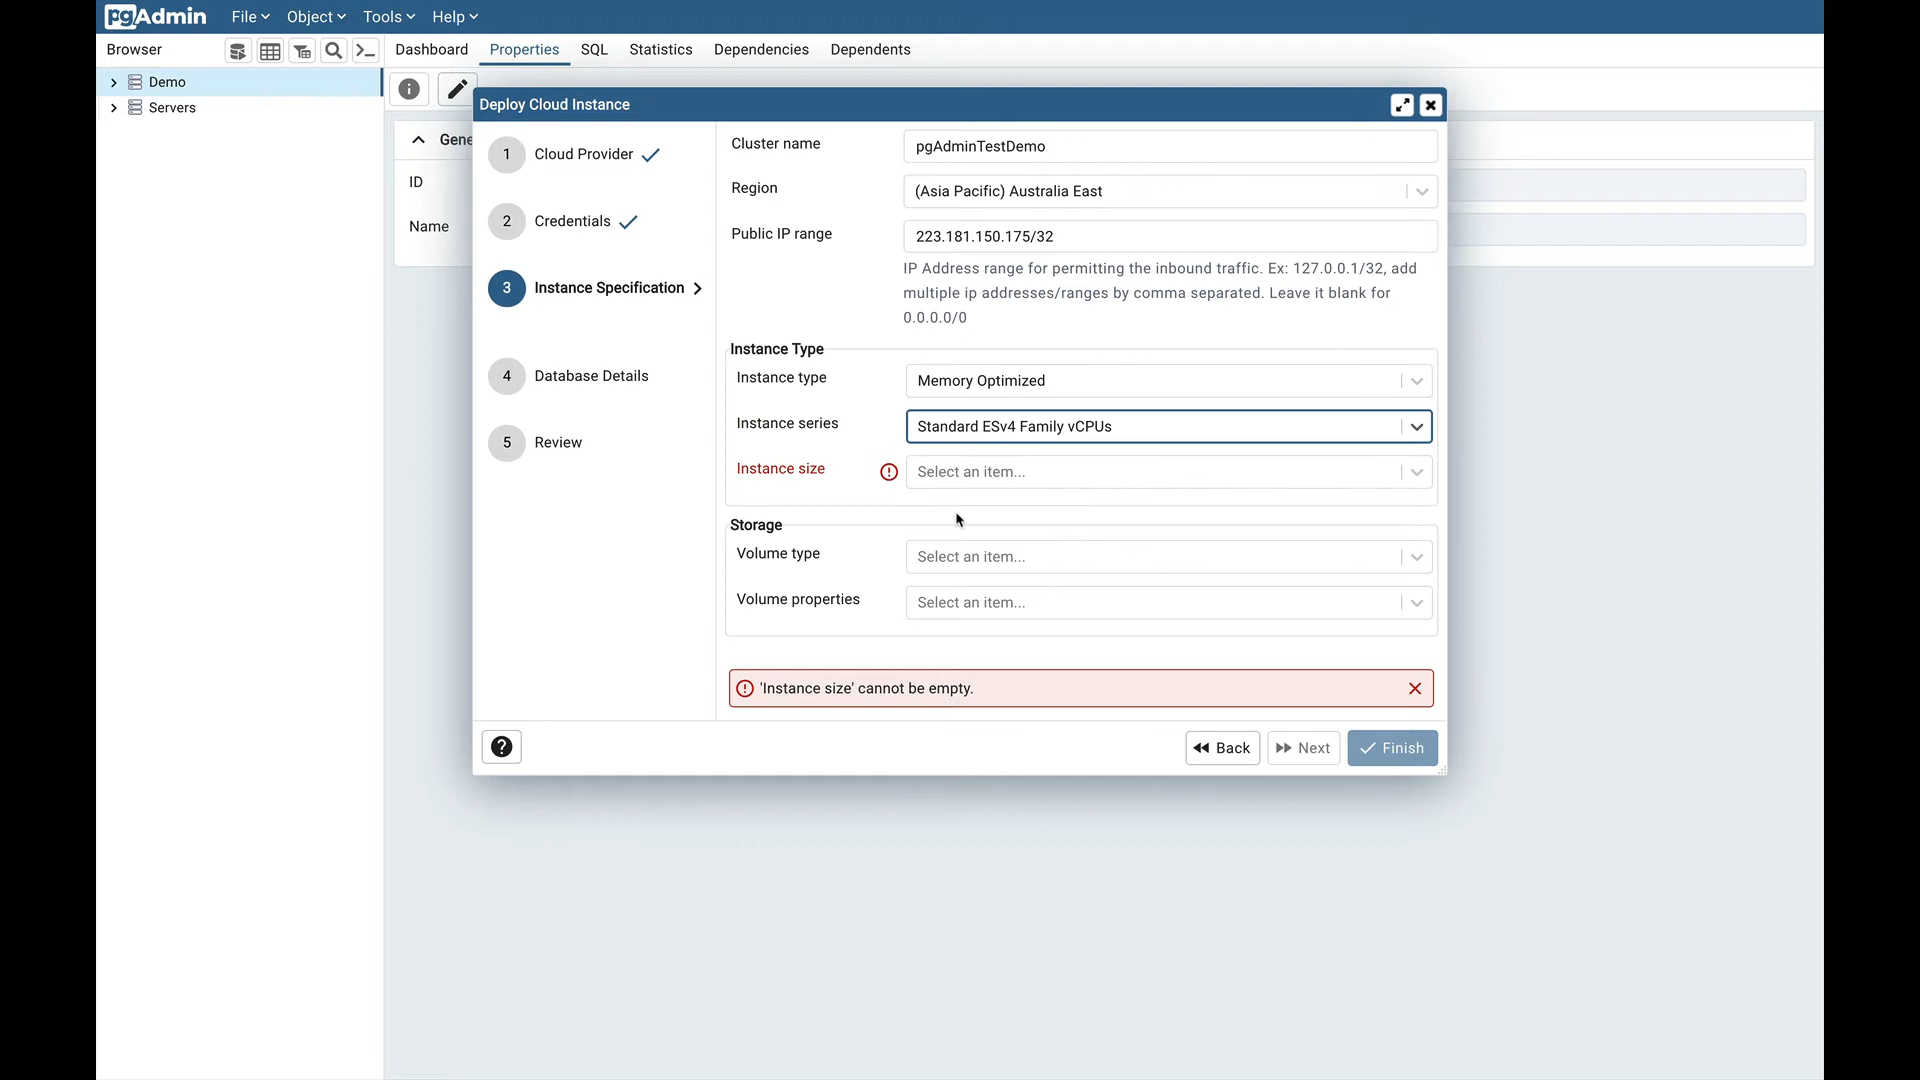 pgAdmin
File
Object
Tools
Help
Browser
Dashboard
Properties
SQL
Statistics
Dependencies
Dependents
Demo
Servers
Gene
ID
Name
Deploy Cloud Instance
1 Cloud Provider
2 Credentials
3 Instance Specification
4 Database Details
5 Review
Cluster name
pgAdminTestDemo
Region
(Asia Pacific) Australia East
Public IP range
223.181.150.175/32
IP Address range for permitting the inbound traffic. Ex: 127.0.0.1/32, add
multiple ip addresses/ranges by comma separated. Leave it blank for
0.0.0.0/0
Instance Type
Instance type
Memory Optimized
Instance series
Standard ESv4 Family vCPUs
Instance size
Select an item...
Storage
Volume type
Select an item...
Volume properties
Select an item...
'Instance size' cannot be empty.
Back
Next
Finish